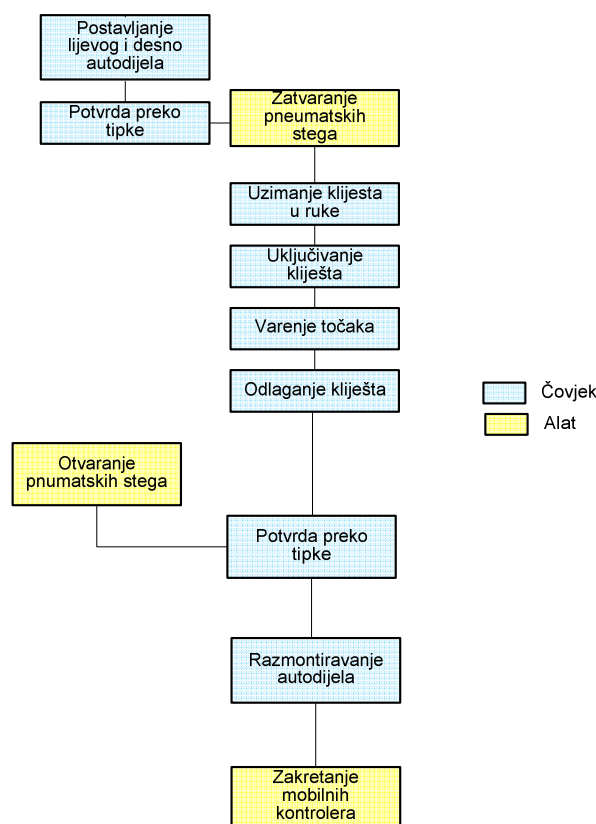 Postavljanje
lijevog i desno
autodijela
Potvrda preko
tipke
Zatvaranje
pneumatskih
stega
Uzimanje klijesta
u ruke
Uključivanje
kliješta
Varenje točaka
Odlaganje kliješta
Čovjek
Alat
Otvaranje
pnumatskih stega
Potvrda preko
tipke
Razmontiravanje
autodijela
Zakretanje
mobilnih
kontrolera